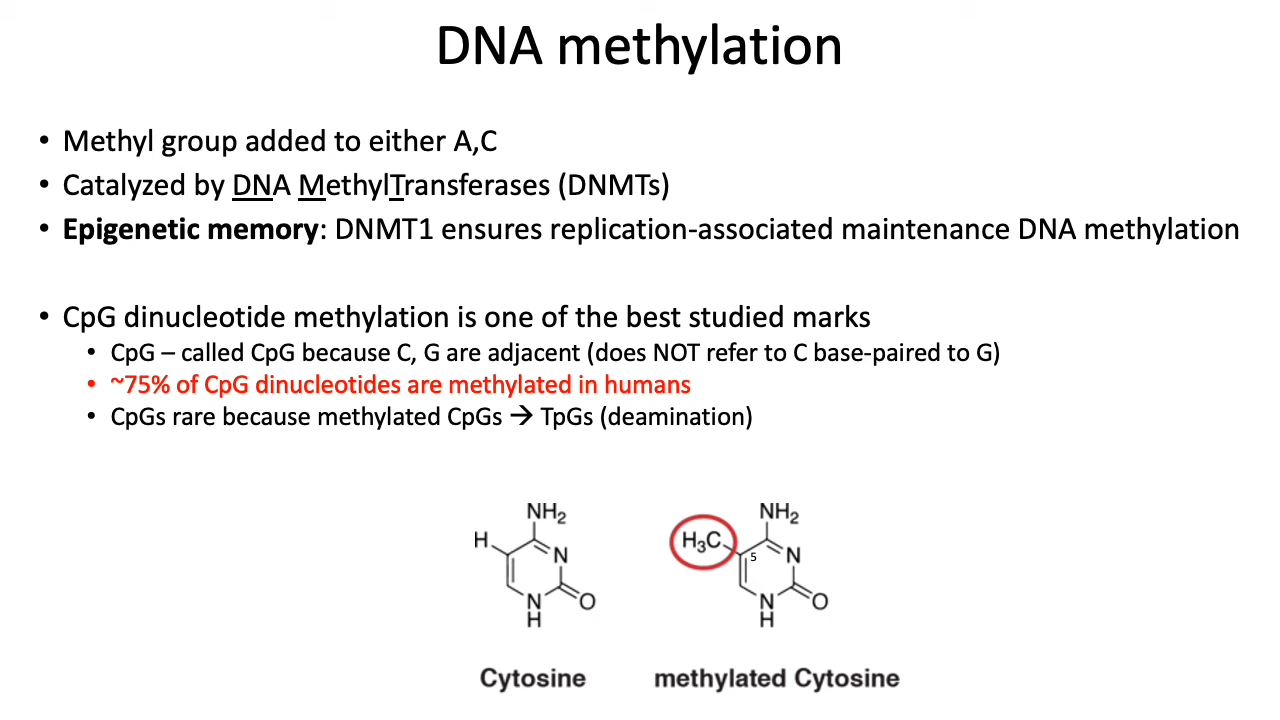 DNA methylation
• Methyl group added to either A,C
• Catalyzed by DNA MethylTransferases (DNMTs)
• Epigenetic memory: DNMT1 ensures replication-associated maintenance DNA methylation
• CpG dinucleotide methylation is one of the best studied marks
• CpG – called CpG because C, G are adjacent (does NOT refer to C base-paired to G)
• ~75% of CpG dinucleotides are methylated in humans
• CpGs rare because methylated CpGs → TpGs (deamination)
NH₂
H
N
N
H
O
Cytosine
NH₂
H₃C
5
N
N
H
O
methylated Cytosine